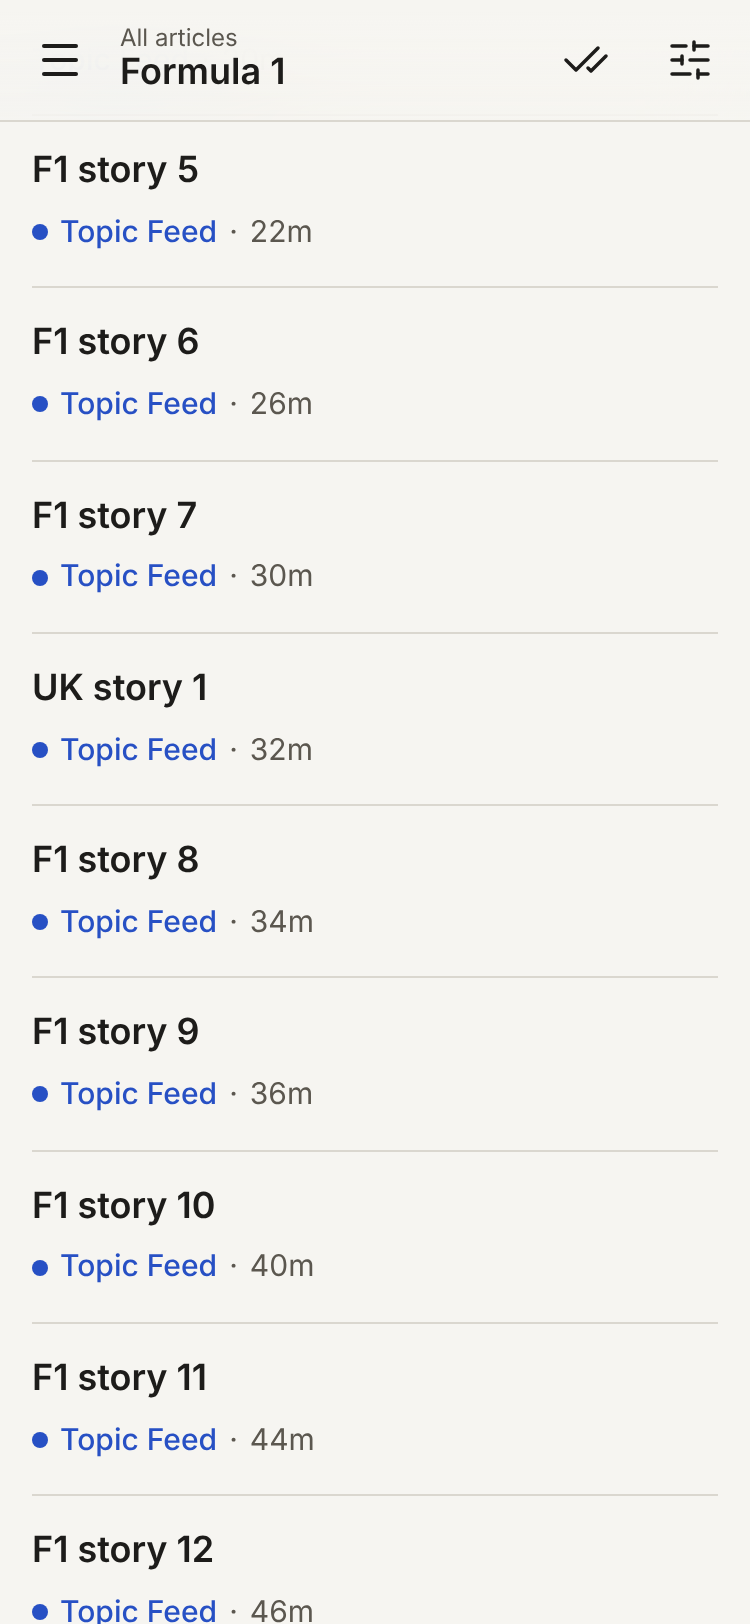 All articles
Formula 1
F1 story 5
Topic Feed · 22m
F1 story 6
Topic Feed · 26m
F1 story 7
Topic Feed · 30m
UK story 1
Topic Feed · 32m
F1 story 8
Topic Feed · 34m
F1 story 9
Topic Feed · 36m
F1 story 10
Topic Feed · 40m
F1 story 11
Topic Feed · 44m
F1 story 12
Topic Feed · 46m